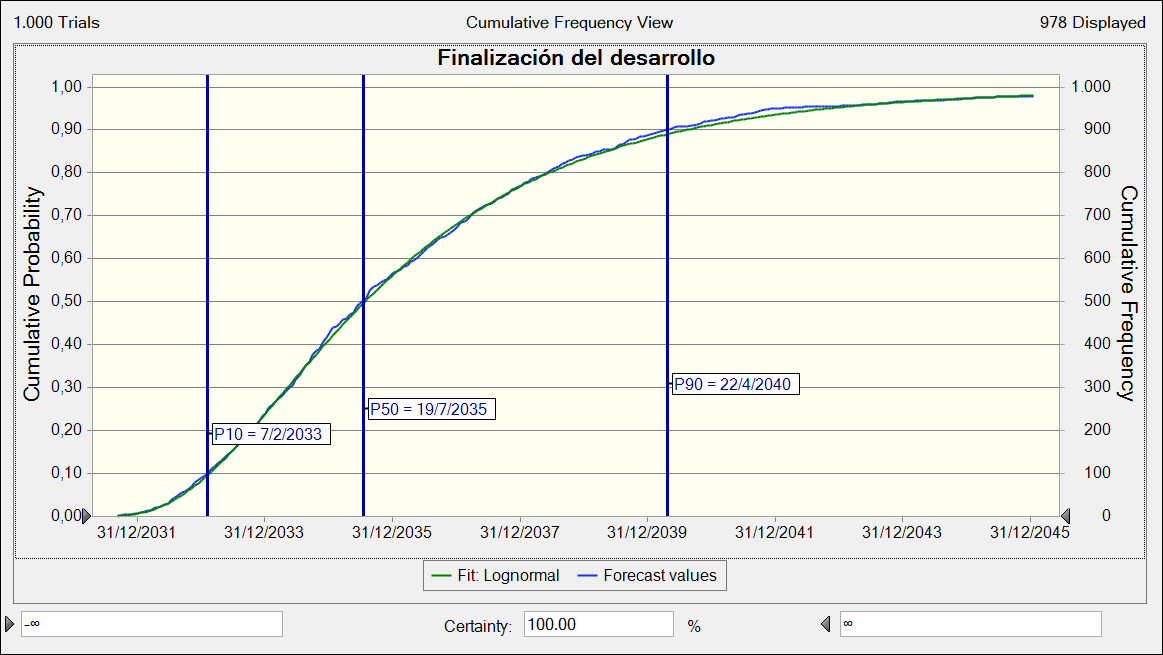 1.000 Trials
Cumulative Frequency View
978 Displayed
Finalización del desarrollo
Cumulative Probability
1,00
0,90
0,80
0,70
0,60
0,50
0,40
0,30
0,20
0,10
0,00
1.000
900
800
700
600
500
400
300
200
100
0
Cumulative Frequency
P10 = 7/2/2033
P50 = 19/7/2035
P90 = 22/4/2040
31/12/2031
31/12/2033
31/12/2035
31/12/2037
31/12/2039
31/12/2041
31/12/2043
31/12/2045
Fit: Lognormal
Forecast values
-∞
Certainty:
100.00
%
∞